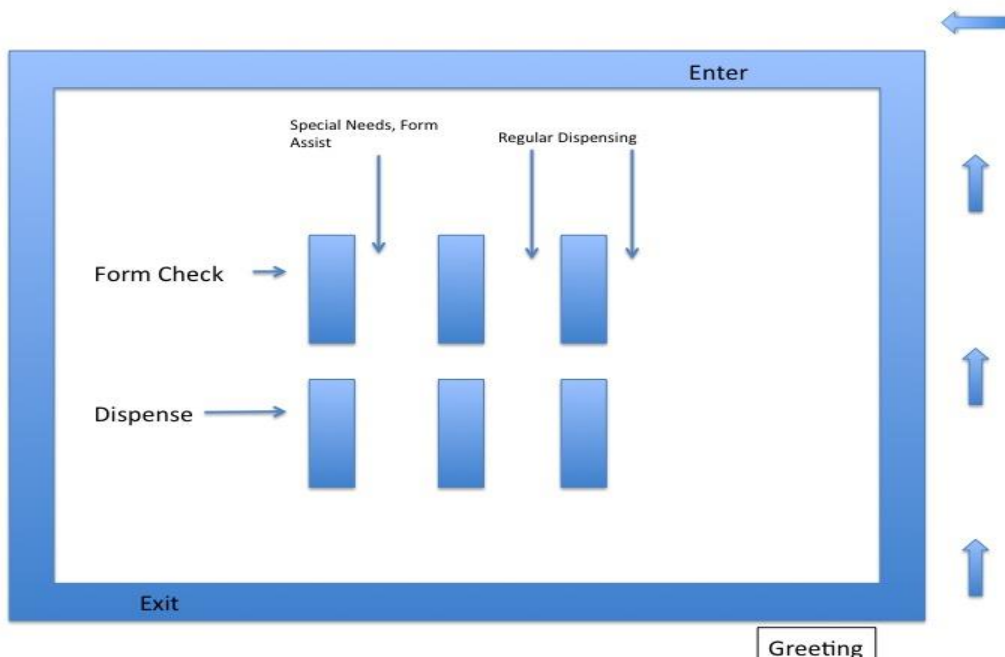 Enter
Special Needs, Form
Assist
Regular Dispensing
Form Check
Dispense
Exit
Greeting